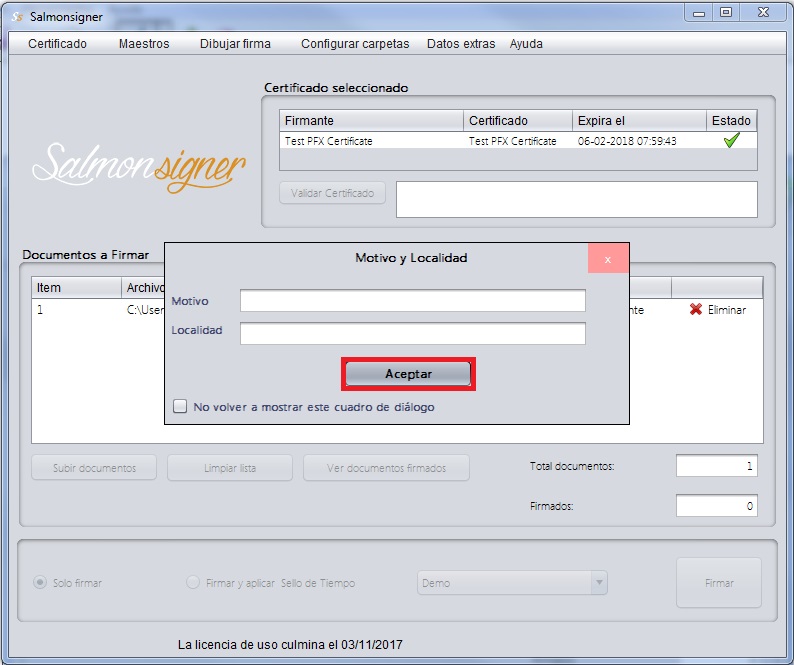 Salmonsigner
Certificado Maestros Dibujar firma Configurar carpetas Datos extras Ayuda
Certificado seleccionado
Firmante Certificado Expira el Estado
Test PFX Certificate Test PFX Certificate 06-02-2018 07:59:43
Salmonsigner
Validar Certificado
Documentos a Firmar
Motivo y Localidad
x
Item Archivo
1 C:\User nte Eliminar
Motivo
Localidad
Aceptar
No volver a mostrar este cuadro de diálogo
Subir documentos Limpiar lista Ver documentos firmados Total documentos: 1
Firmados: 0
Solo firmar Firmar y aplicar Sello de Tiempo Demo Firmar
La licencia de uso culmina el 03/11/2017